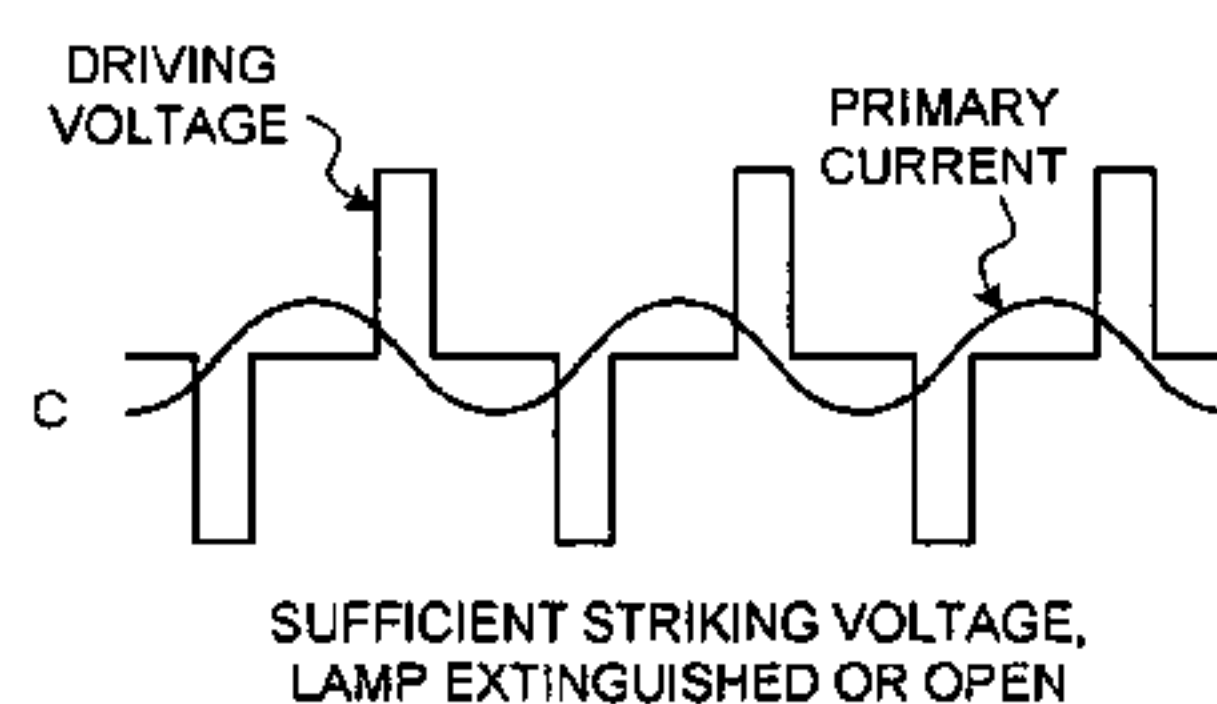 DRIVING
VOLTAGE
PRIMARY
CURRENT
C
SUFFICIENT STRIKING VOLTAGE,
LAMP EXTINGUISHED OR OPEN